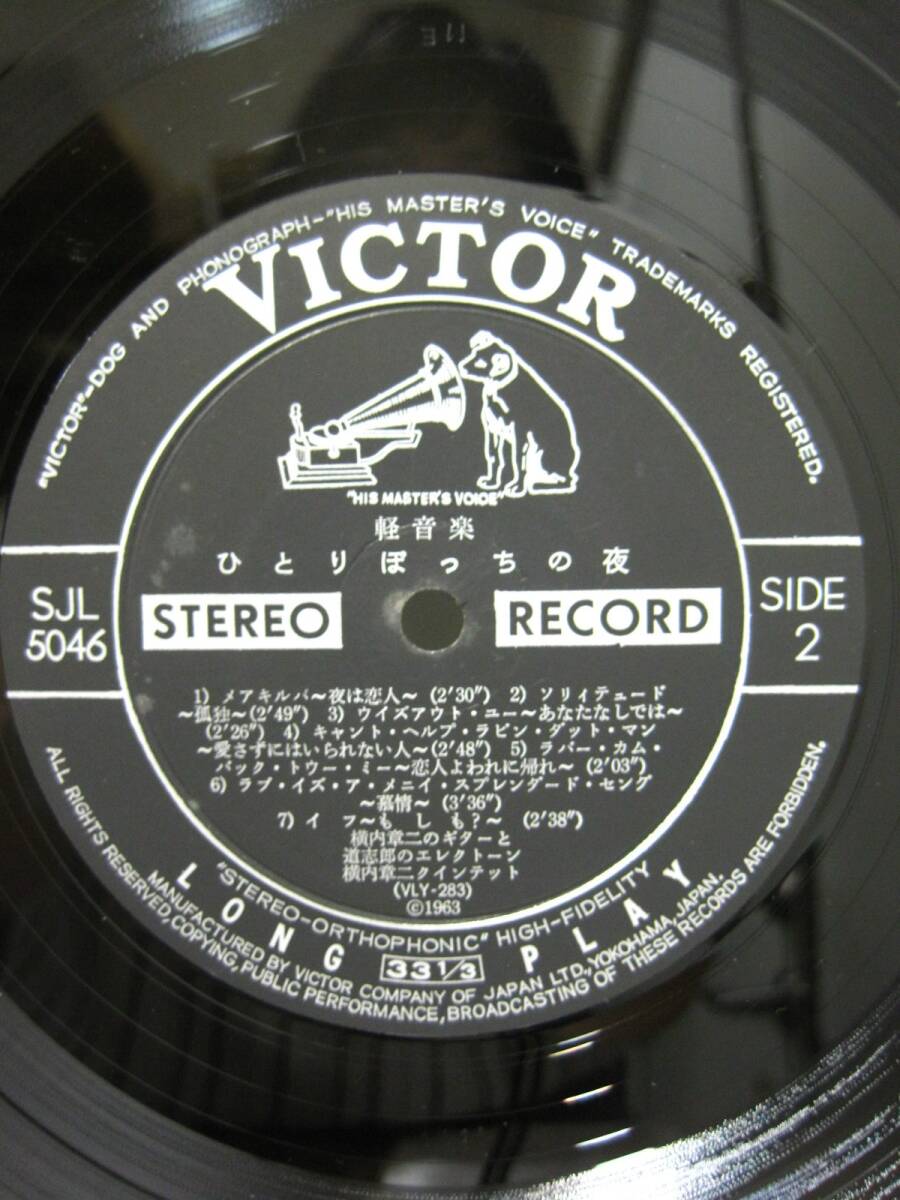 11E
"VICTOR"–DOG AND PHONOGRAPH–"HIS MASTER'S VOICE" TRADEMARKS REGISTERED.
VICTOR
"HIS MASTER'S VOICE"
軽音楽
ひとりぼっちの夜
SJL
5046
STEREO
RECORD
SIDE
2
1) メアキルバ〜夜は恋人〜 (2'30") 2) ソリィテュード
〜孤独〜(2'49") 3) ウイズアウト・ユー〜あなたなしでは〜
(2'26") 4) キャント・ヘルプ・ラビン・ダット・マン
〜愛さずにはいられない人〜(2'48") 5) ラバー・カム・
バック・トウー・ミー〜恋人よわれに帰れ〜 (2'03")
6) ラブ・イズ・ア・メニイ・スプレンダード・セング
〜慕情〜 (3'36")
7) イフ〜もしも?〜 (2'38")
横内章二のギターと
道志郎のエレクトーン
横内章二クインテット
(VLY-283)
©1963
"STEREO-ORTHOPHONIC" HIGH-FIDELITY
LONG 33 1/3 PLAY
MANUFACTURED BY VICTOR COMPANY OF JAPAN LTD., YOKOHAMA, JAPAN.
ALL RIGHTS RESERVED, COPYING, PUBLIC PERFORMANCE, BROADCASTING OF THESE RECORDS ARE FORBIDDEN.